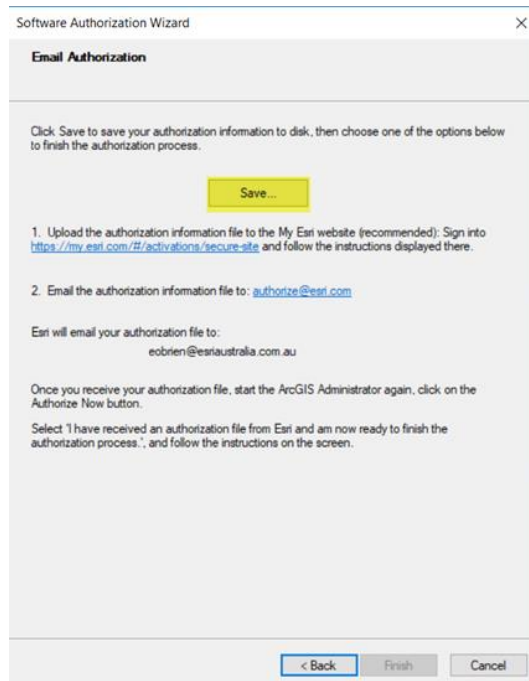 Software Authorization Wizard
Email Authorization
Click Save to save your authorization information to disk, then choose one of the options below
to finish the authorization process.
Save...
1. Upload the authorization information file to the My Esri website (recommended): Sign into
https://my.esri.com/#/activations/secure-site and follow the instructions displayed there.
2. Email the authorization information file to: authorize@esri.com
Esri will email your authorization file to:
eobrien@esriaustralia.com.au
Once you receive your authorization file, start the ArcGIS Administrator again, click on the
Authorize Now button.
Select 'I have received an authorization file from Esri and am now ready to finish the
authorization process.', and follow the instructions on the screen.
< Back Finish Cancel